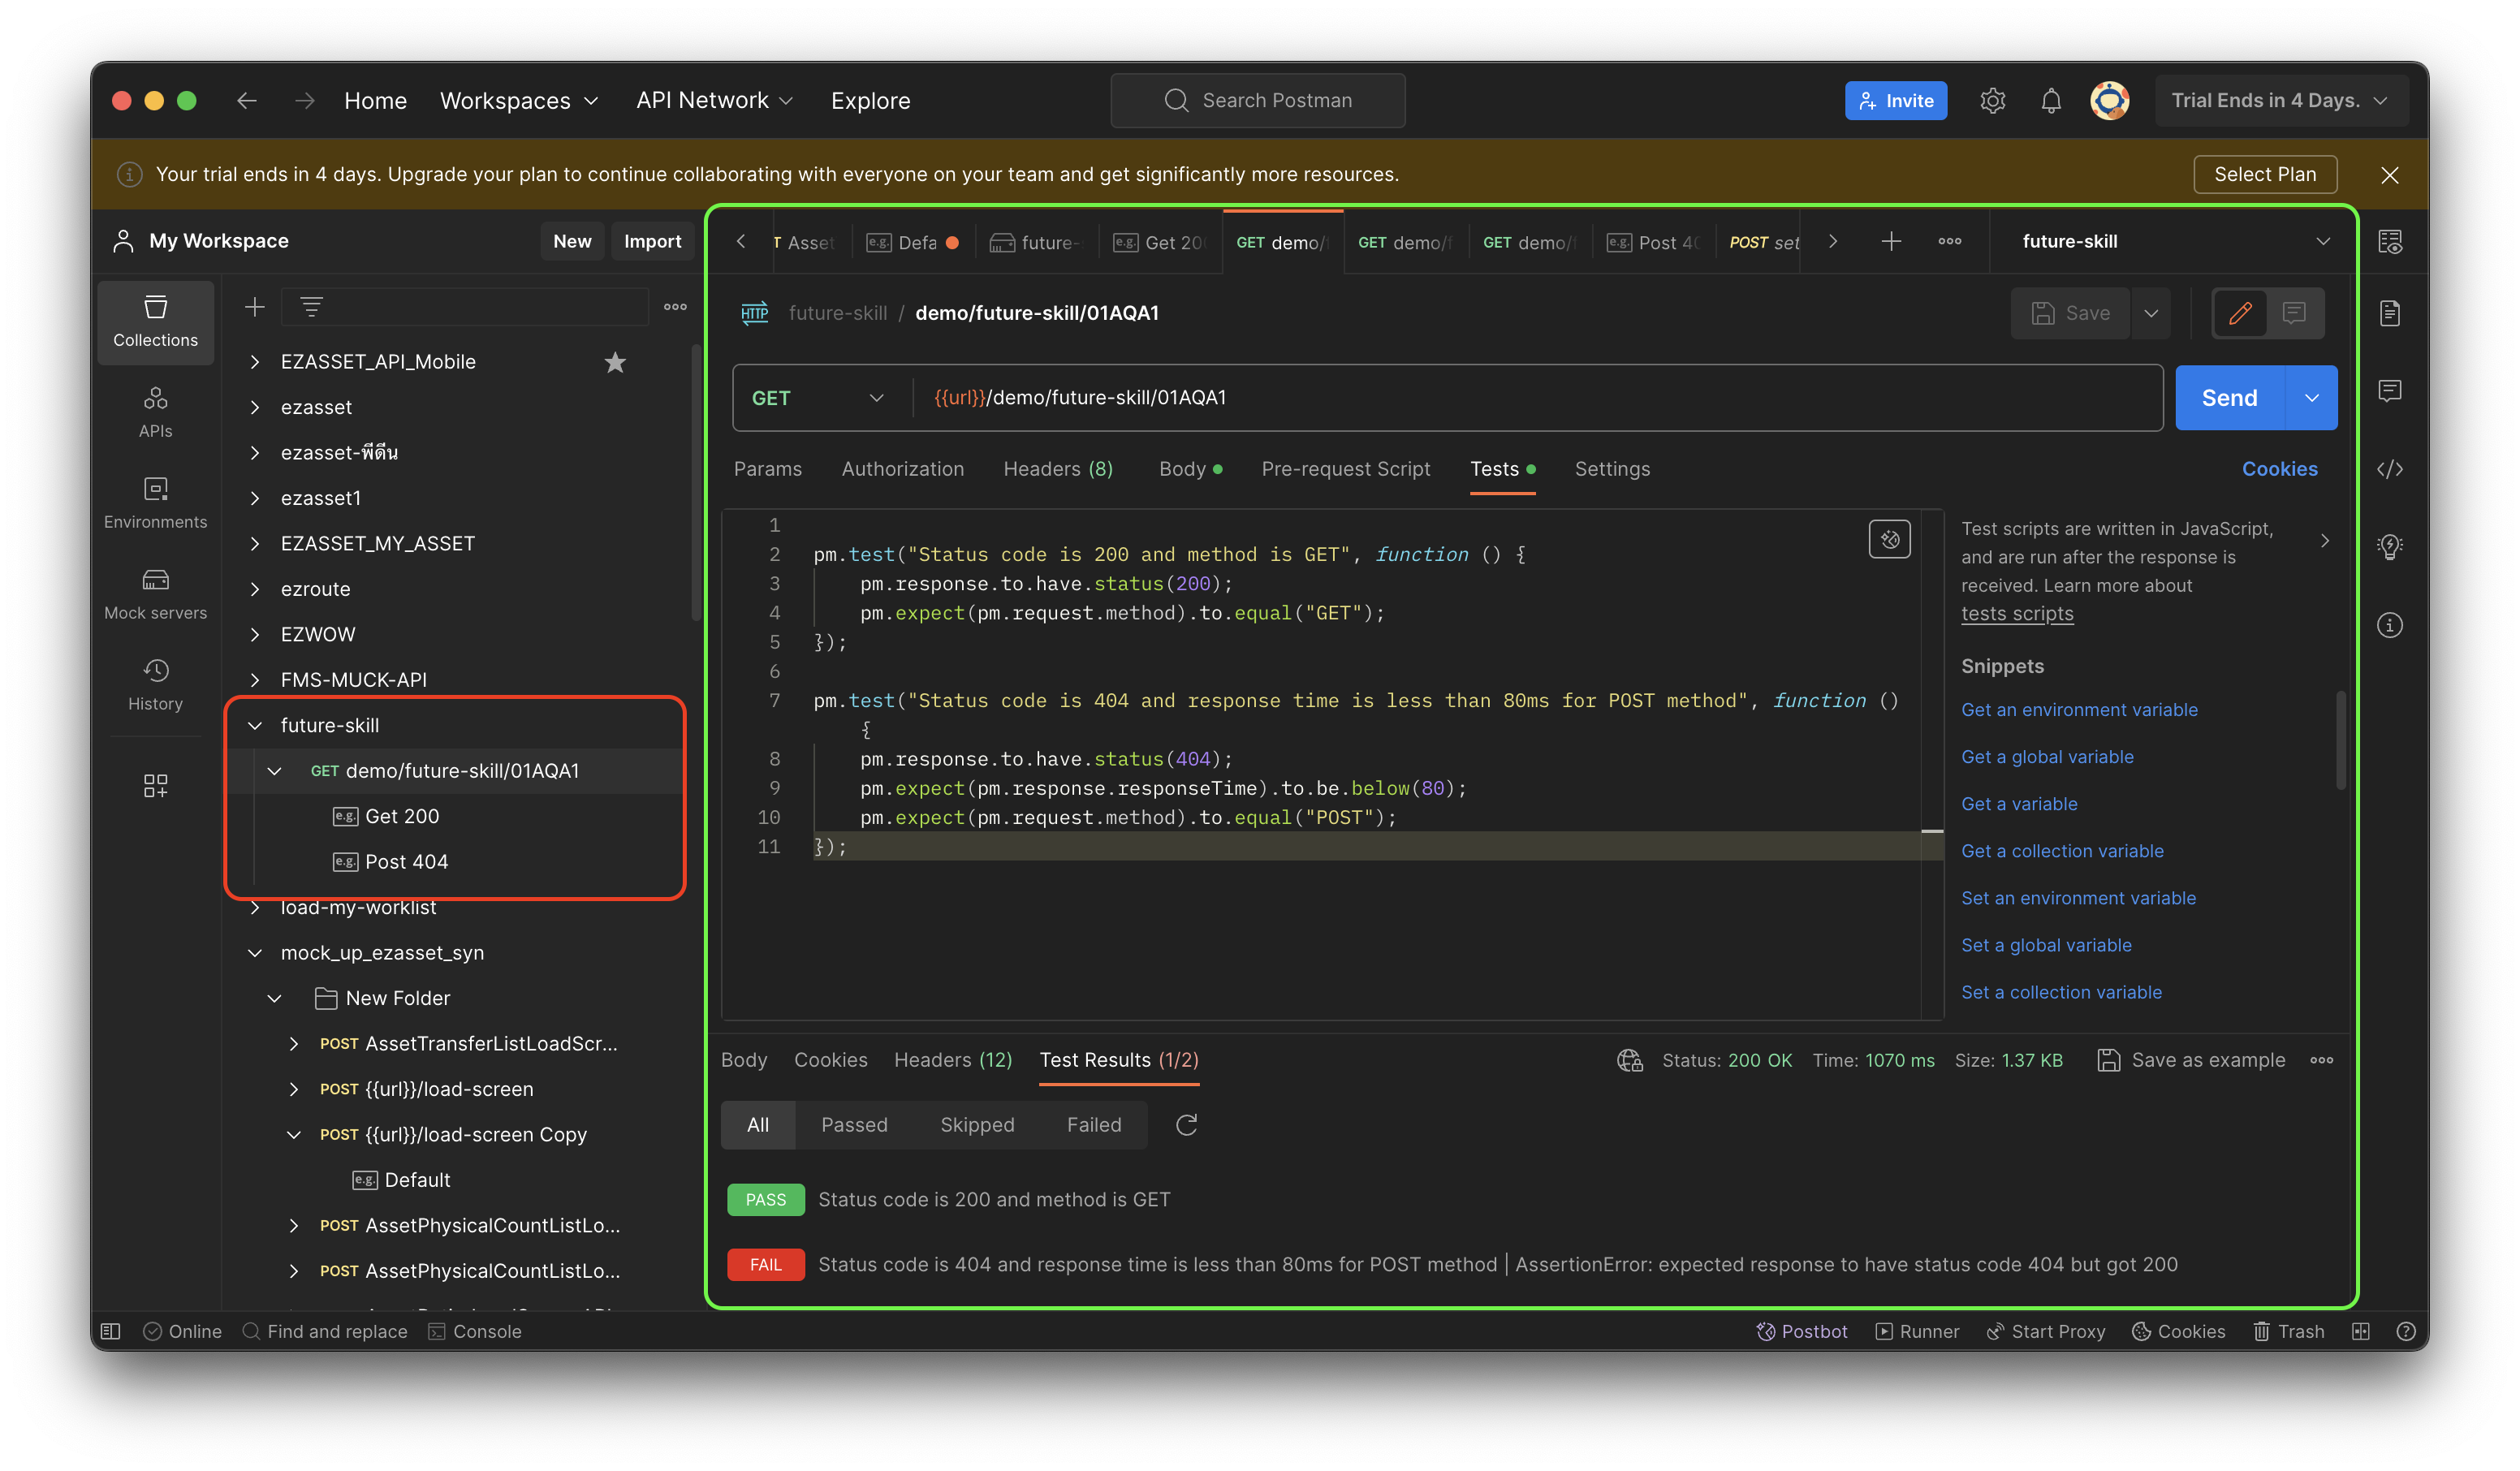 Home Workspaces API Network Explore Search Postman Invite Trial Ends in 4 Days.
Your trial ends in 4 days. Upgrade your plan to continue collaborating with everyone on your team and get significantly more resources. Select Plan
My Workspace New Import
Collections
APIs
Environments
Mock servers
History
EZASSET_API_Mobile
ezasset
ezasset-พีดีน
ezasset1
EZASSET_MY_ASSET
ezroute
EZWOW
FMS-MUCK-API
future-skill
GET demo/future-skill/01AQA1
e.g. Get 200
e.g. Post 404
load-my-worklist
mock_up_ezasset_syn
New Folder
POST AssetTransferListLoadScr...
POST {{url}}/load-screen
POST {{url}}/load-screen Copy
e.g. Default
POST AssetPhysicalCountListLo...
POST AssetPhysicalCountListLo...
T Asset e.g. Defa future- e.g. Get 20 GET demo/ GET demo/ GET demo/ e.g. Post 40 POST set future-skill
HTTP future-skill / demo/future-skill/01AQA1 Save
GET {{url}}/demo/future-skill/01AQA1 Send
Params Authorization Headers (8) Body Pre-request Script Tests Settings Cookies
1
2 pm.test("Status code is 200 and method is GET", function () {
3 pm.response.to.have.status(200);
4 pm.expect(pm.request.method).to.equal("GET");
5 });
6
7 pm.test("Status code is 404 and response time is less than 80ms for POST method", function ()
{
8 pm.response.to.have.status(404);
9 pm.expect(pm.response.responseTime).to.be.below(80);
10 pm.expect(pm.request.method).to.equal("POST");
11 });
Test scripts are written in JavaScript,
and are run after the response is
received. Learn more about
tests scripts
Snippets
Get an environment variable
Get a global variable
Get a variable
Get a collection variable
Set an environment variable
Set a global variable
Set a collection variable
Body Cookies Headers (12) Test Results (1/2) Status: 200 OK Time: 1070 ms Size: 1.37 KB Save as example
All Passed Skipped Failed
PASS Status code is 200 and method is GET
FAIL Status code is 404 and response time is less than 80ms for POST method | AssertionError: expected response to have status code 404 but got 200
Online Find and replace Console Postbot Runner Start Proxy Cookies Trash